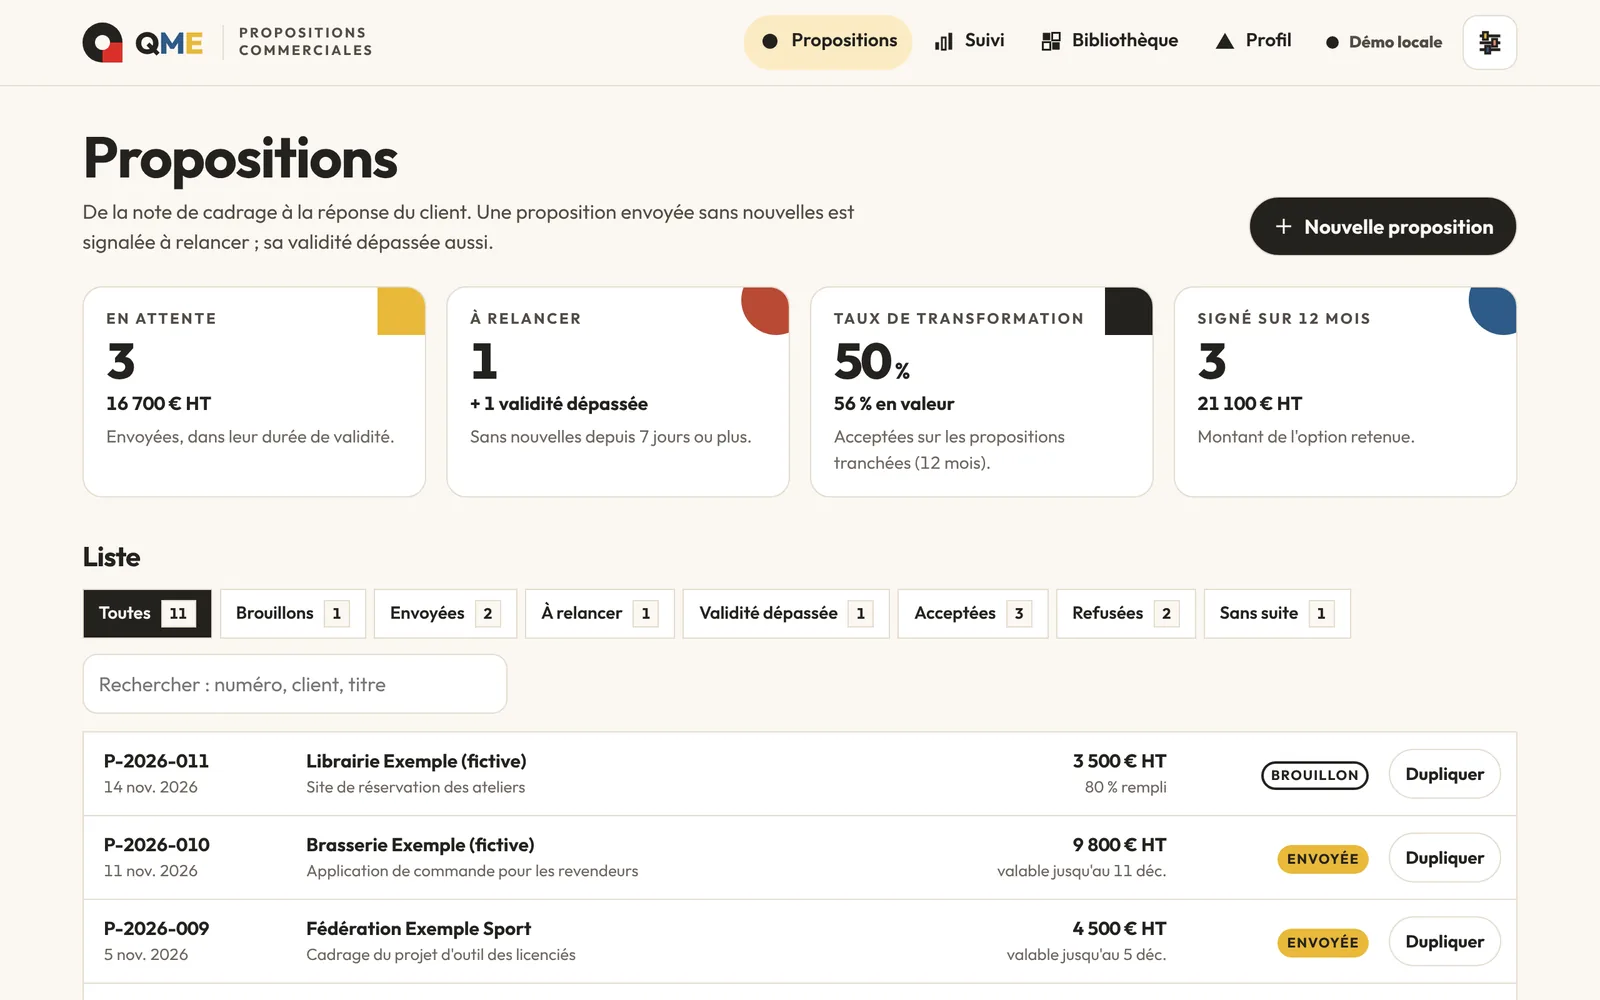 QME
PROPOSITIONS
COMMERCIALES
Propositions
Suivi
Bibliothèque
Profil
Démo locale
Propositions
De la note de cadrage à la réponse du client. Une proposition envoyée sans nouvelles est
signalée à relancer ; sa validité dépassée aussi.
+ Nouvelle proposition
EN ATTENTE
3
16 700 € HT
Envoyées, dans leur durée de validité.
À RELANCER
1
+ 1 validité dépassée
Sans nouvelles depuis 7 jours ou plus.
TAUX DE TRANSFORMATION
50 %
56 % en valeur
Acceptées sur les propositions
tranchées (12 mois).
SIGNÉ SUR 12 MOIS
3
21 100 € HT
Montant de l'option retenue.
Liste
Toutes 11
Brouillons 1
Envoyées 2
À relancer 1
Validité dépassée 1
Acceptées 3
Refusées 2
Sans suite 1
Rechercher : numéro, client, titre
P-2026-011
14 nov. 2026
Librairie Exemple (fictive)
Site de réservation des ateliers
3 500 € HT
80 % rempli
BROUILLON
Dupliquer
P-2026-010
11 nov. 2026
Brasserie Exemple (fictive)
Application de commande pour les revendeurs
9 800 € HT
valable jusqu'au 11 déc.
ENVOYÉE
Dupliquer
P-2026-009
5 nov. 2026
Fédération Exemple Sport
Cadrage du projet d'outil des licenciés
4 500 € HT
valable jusqu'au 5 déc.
ENVOYÉE
Dupliquer